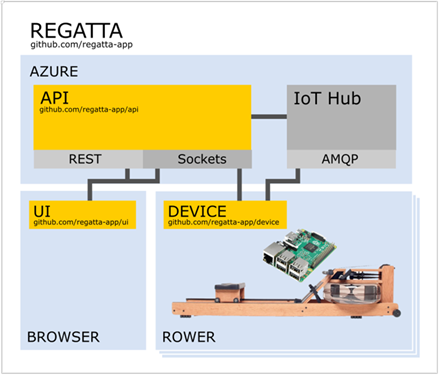 REGATTA
github.com/regatta-app
AZURE
API
github.com/regatta-app/api
IoT Hub
REST
Sockets
AMQP
UI
github.com/regatta-app/ui
DEVICE
github.com/regatta-app/device
BROWSER
ROWER